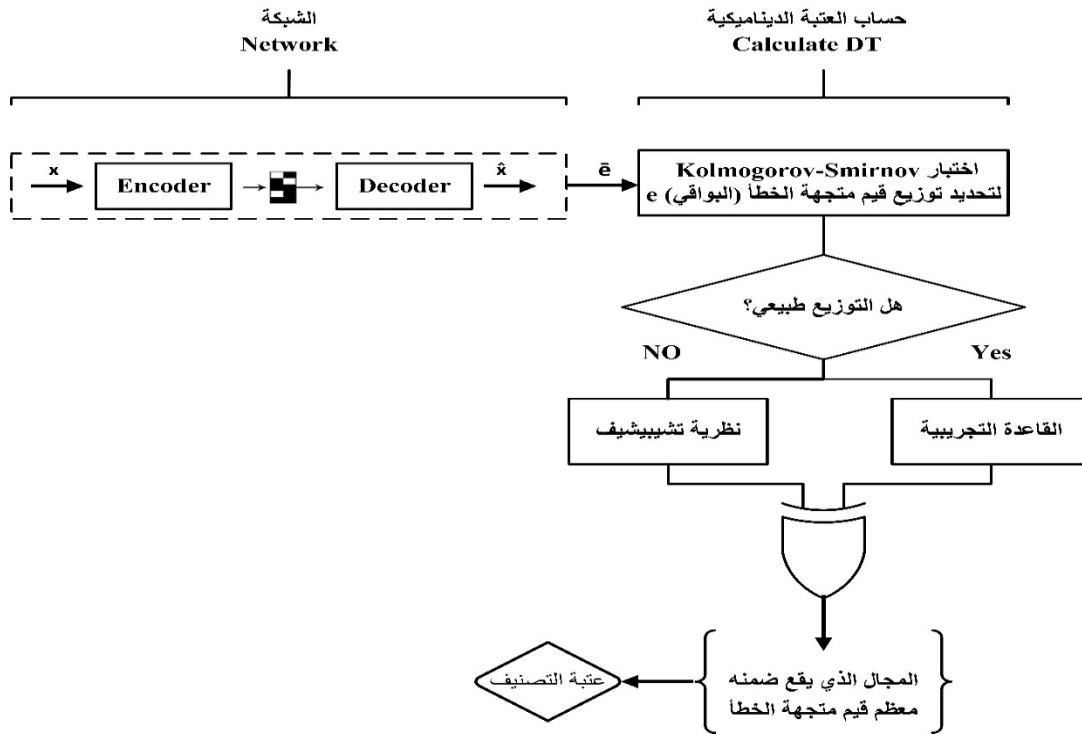 الشبكة
Network
حساب العتبة الديناميكية
Calculate DT
x
Encoder
Decoder
x̂
ē
اختبار Kolmogorov-Smirnov
لتحديد توزيع قيم متجهة الخطأ (البواقي) e
هل التوزيع طبيعي؟
NO
Yes
نظرية تشيبيشيف
القاعدة التجريبية
المجال الذي يقع ضمنه
معظم قيم متجهة الخطأ
عتبة التصنيف